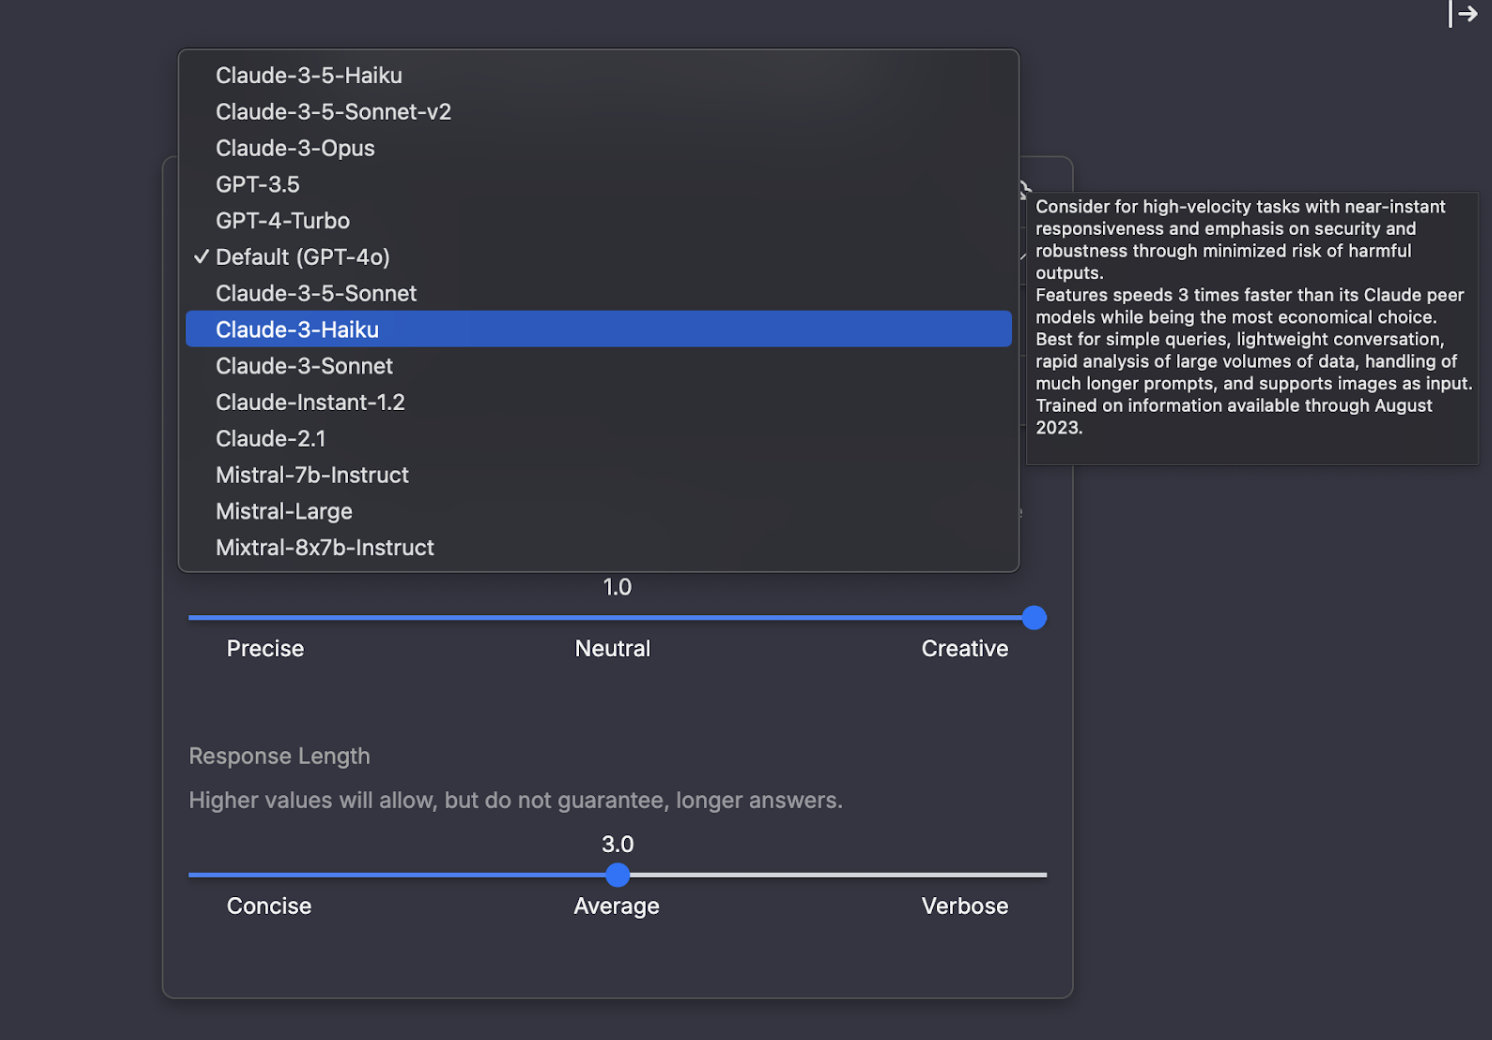 Claude-3-5-Haiku
Claude-3-5-Sonnet-v2
Claude-3-Opus
GPT-3.5
GPT-4-Turbo
Default (GPT-4o)
Claude-3-5-Sonnet
Claude-3-Haiku
Claude-3-Sonnet
Claude-Instant-1.2
Claude-2.1
Mistral-7b-Instruct
Mistral-Large
Mixtral-8x7b-Instruct
Consider for high-velocity tasks with near-instant
responsiveness and emphasis on security and
robustness through minimized risk of harmful
outputs.
Features speeds 3 times faster than its Claude peer
models while being the most economical choice.
Best for simple queries, lightweight conversation,
rapid analysis of large volumes of data, handling of
much longer prompts, and supports images as input.
Trained on information available through August
2023.
1.0
Precise Neutral Creative
Response Length
Higher values will allow, but do not guarantee, longer answers.
3.0
Concise Average Verbose